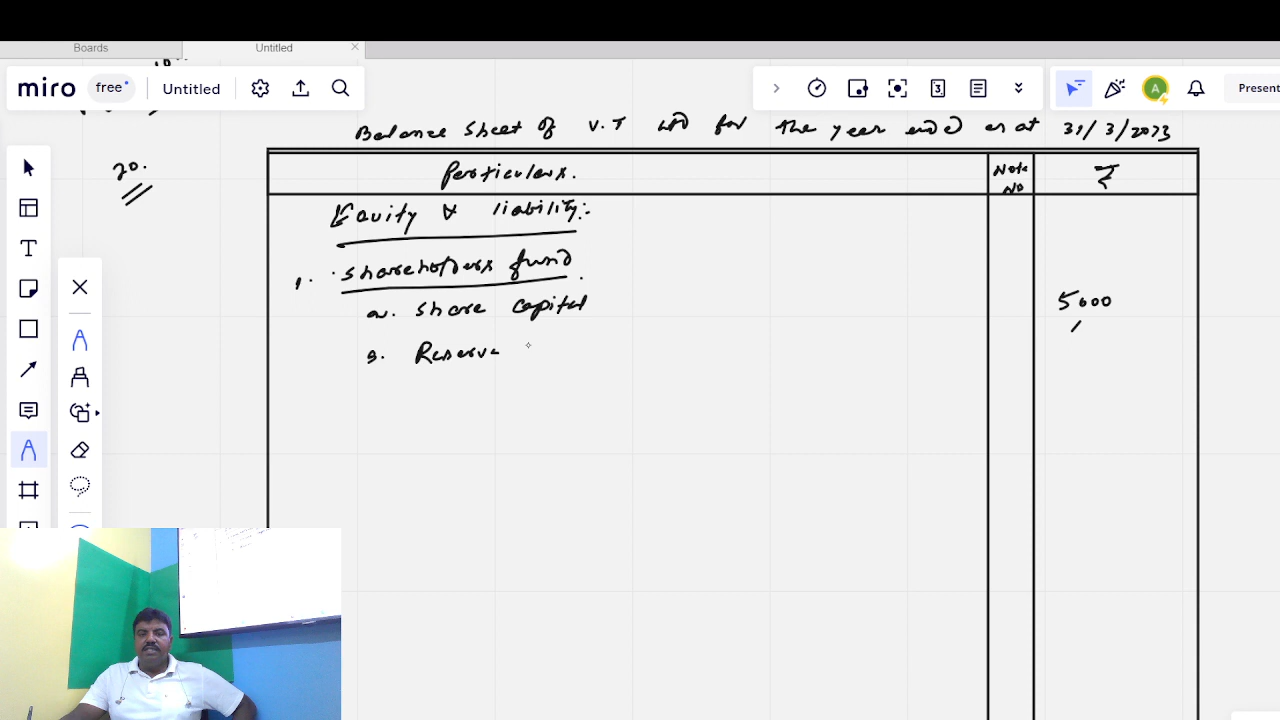 Boards Untitled
miro free Untitled 3 A Present
Balance Sheet Of V.T Ltd for the year ended as at 31/3/2023
20.
Particulars. Note No ₹
Equity & liability:-
1. Shareholders fund.
a. Share Capital 5000
B. Reserve